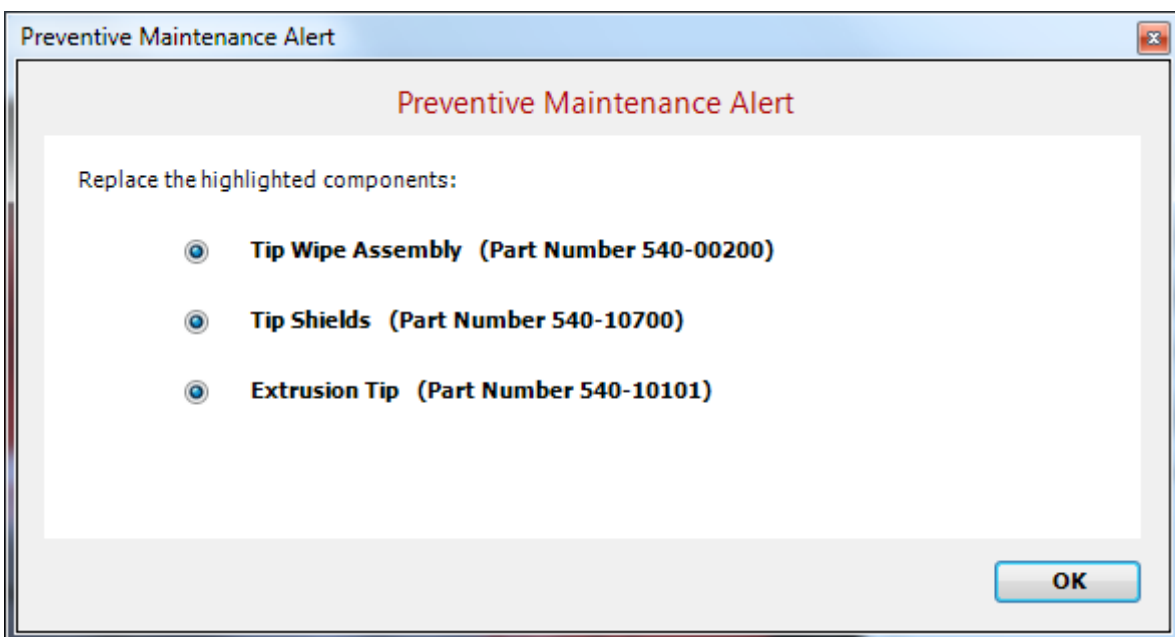 Preventive Maintenance Alert
Preventive Maintenance Alert
Replace the highlighted components:
Tip Wipe Assembly (Part Number 540-00200)
Tip Shields (Part Number 540-10700)
Extrusion Tip (Part Number 540-10101)
OK